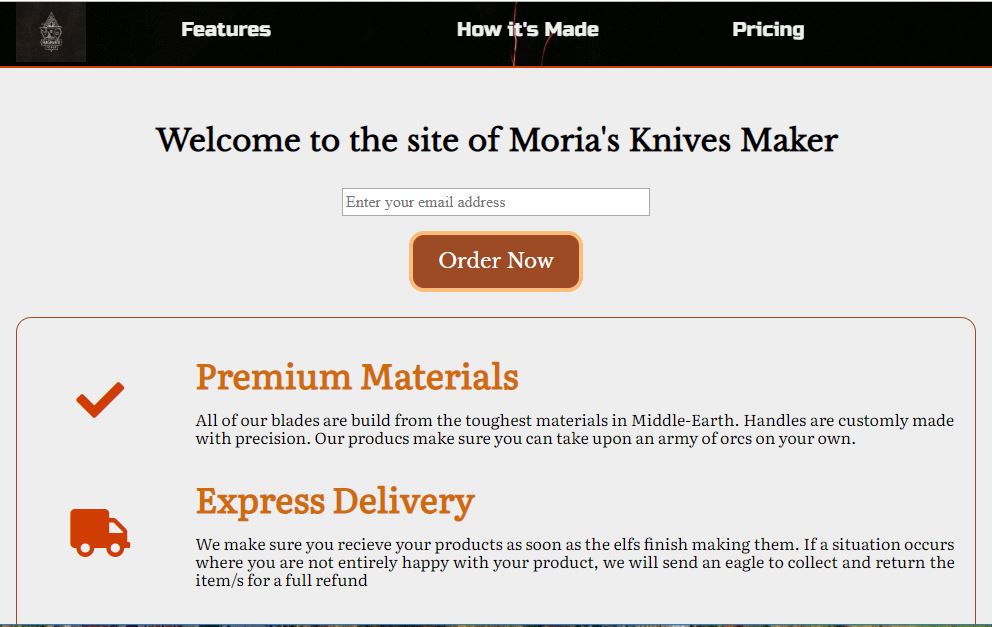 Features How it's Made Pricing
Welcome to the site of Moria's Knives Maker
Enter your email address
Order Now
Premium Materials
All of our blades are build from the toughest materials in Middle-Earth. Handles are customly made
with precision. Our producs make sure you can take upon an army of orcs on your own.
Express Delivery
We make sure you recieve your products as soon as the elfs finish making them. If a situation occurs
where you are not entirely happy with your product, we will send an eagle to collect and return the
item/s for a full refund